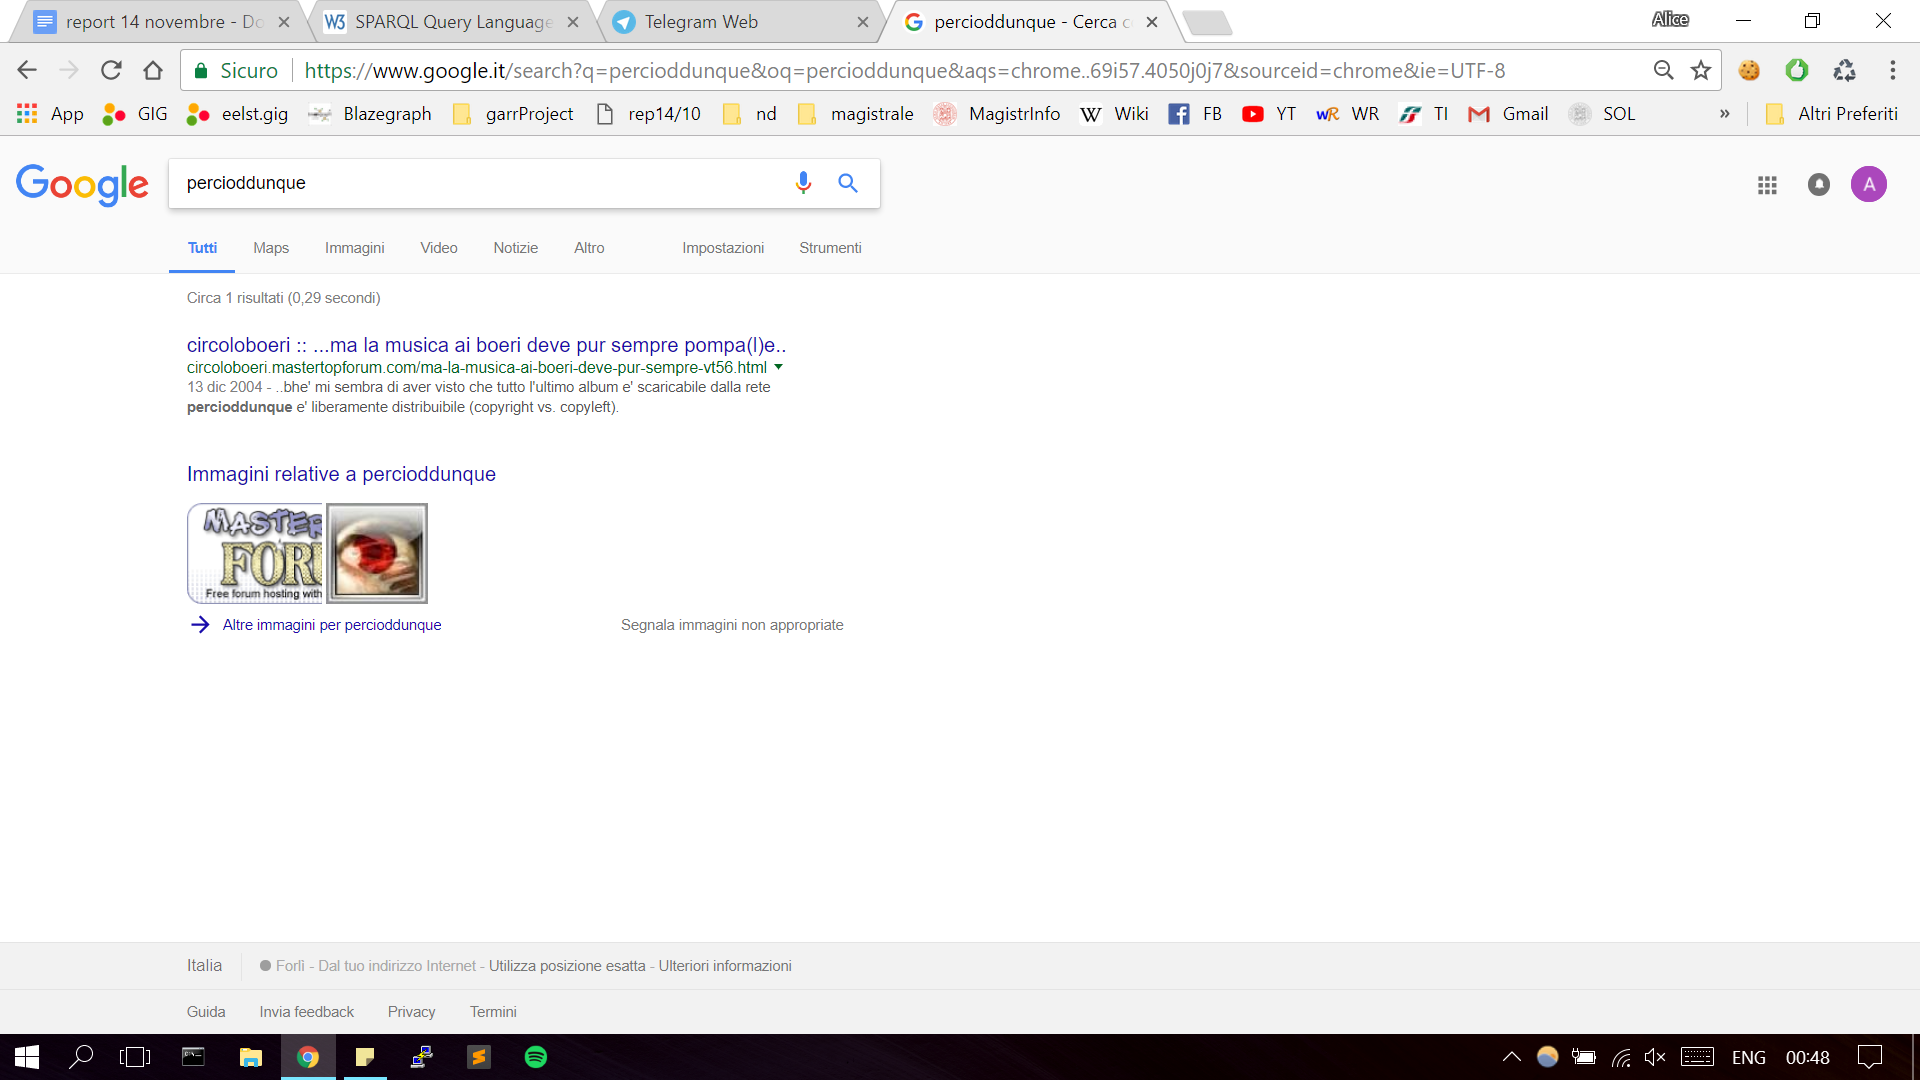 report 14 novembre - Do
SPARQL Query Language
Telegram Web
percioddunque - Cerca c
Alice
Sicuro
https://www.google.it/search?q=percioddunque&oq=percioddunque&aqs=chrome..69i57.4050j0j7&sourceid=chrome&ie=UTF-8
App GIG eelst.gig Blazegraph garrProject rep14/10 nd magistrale MagistrInfo Wiki FB YT WR TI Gmail SOL » Altri Preferiti
Google
percioddunque
A
Tutti Maps Immagini Video Notizie Altro Impostazioni Strumenti
Circa 1 risultati (0,29 secondi)
circoloboeri :: ...ma la musica ai boeri deve pur sempre pompa(l)e..
circoloboeri.mastertopforum.com/ma-la-musica-ai-boeri-deve-pur-sempre-vt56.html
13 dic 2004 - ..bhe' mi sembra di aver visto che tutto l'ultimo album e' scaricabile dalla rete
percioddunque e' liberamente distribuibile (copyright vs. copyleft).
Immagini relative a percioddunque
MASTER
FORU
Free forum hosting with
Altre immagini per percioddunque
Segnala immagini non appropriate
Italia
Forlì - Dal tuo indirizzo Internet - Utilizza posizione esatta - Ulteriori informazioni
Guida Invia feedback Privacy Termini
ENG 00:48